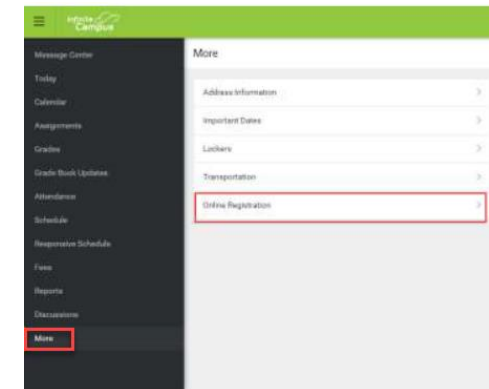 Infinite
Campus
Message Center
Today
Calendar
Assignments
Grades
Grade Book Updates
Attendance
Schedule
Responsive Schedule
Fees
Reports
Discussions
More
More
Address Information
Important Dates
Lockers
Transportation
Online Registration